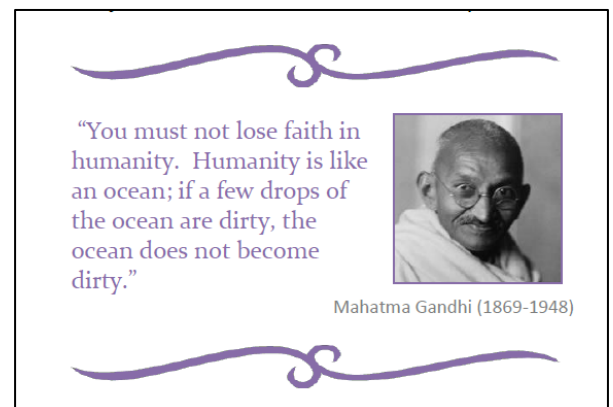 “You must not lose faith in
humanity.  Humanity is like
an ocean; if a few drops of
the ocean are dirty, the
ocean does not become
dirty.”
Mahatma Gandhi (1869-1948)